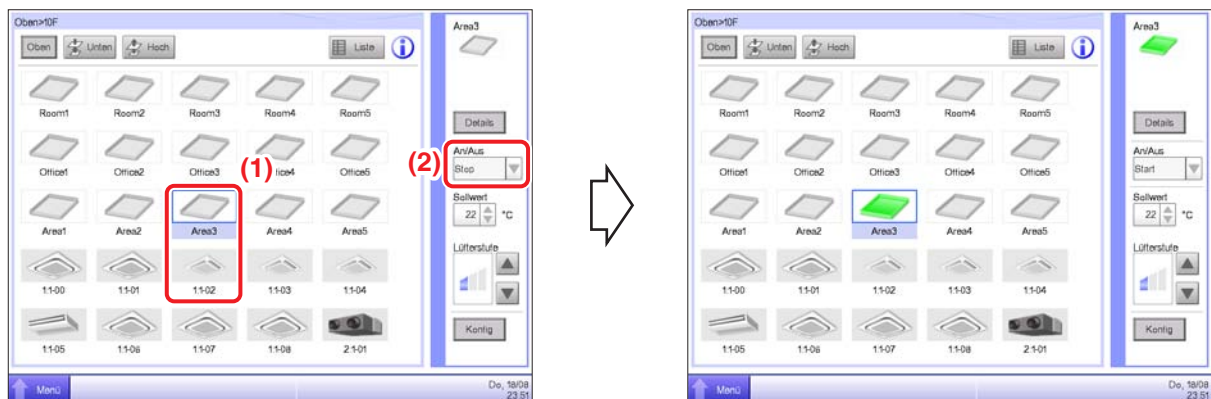 Oben>10F
Oben Unten Hoch Liste
Room1 Room2 Room3 Room4 Room5
Office1 Office2 Office3 (1) fice4 Office5
Area1 Area2 Area3 Area4 Area5
1:1-00 1:1-01 1:1-02 1:1-03 1:1-04
1:1-05 1:1-06 1:1-07 1:1-08 2:1-01
Area3
Details
An/Aus
(2) Stop
Sollwert
22 °C
Lüfterstufe
Konfig
Menü Do, 18/08
23:51
Oben>10F
Oben Unten Hoch Liste
Room1 Room2 Room3 Room4 Room5
Office1 Office2 Office3 Office4 Office5
Area1 Area2 Area3 Area4 Area5
1:1-00 1:1-01 1:1-02 1:1-03 1:1-04
1:1-05 1:1-06 1:1-07 1:1-08 2:1-01
Area3
Details
An/Aus
Start
Sollwert
22 °C
Lüfterstufe
Konfig
Menü Do, 18/08
23:51